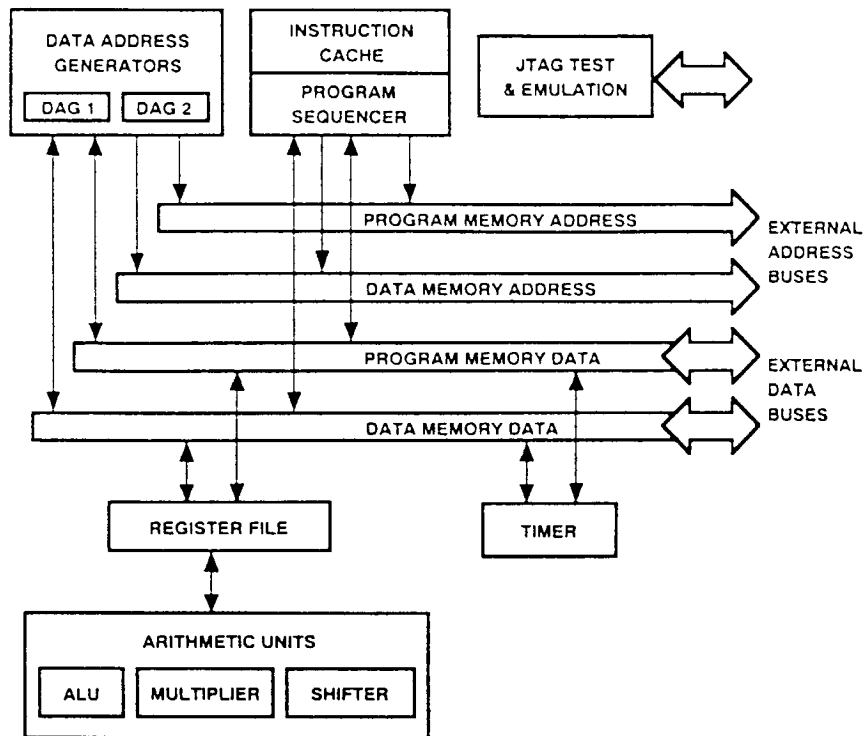 DATA ADDRESS
GENERATORS
DAG 1
DAG 2
INSTRUCTION
CACHE
PROGRAM
SEQUENCER
JTAG TEST
& EMULATION
PROGRAM MEMORY ADDRESS
DATA MEMORY ADDRESS
EXTERNAL
ADDRESS
BUSES
PROGRAM MEMORY DATA
DATA MEMORY DATA
EXTERNAL
DATA
BUSES
REGISTER FILE
TIMER
ARITHMETIC UNITS
ALU
MULTIPLIER
SHIFTER